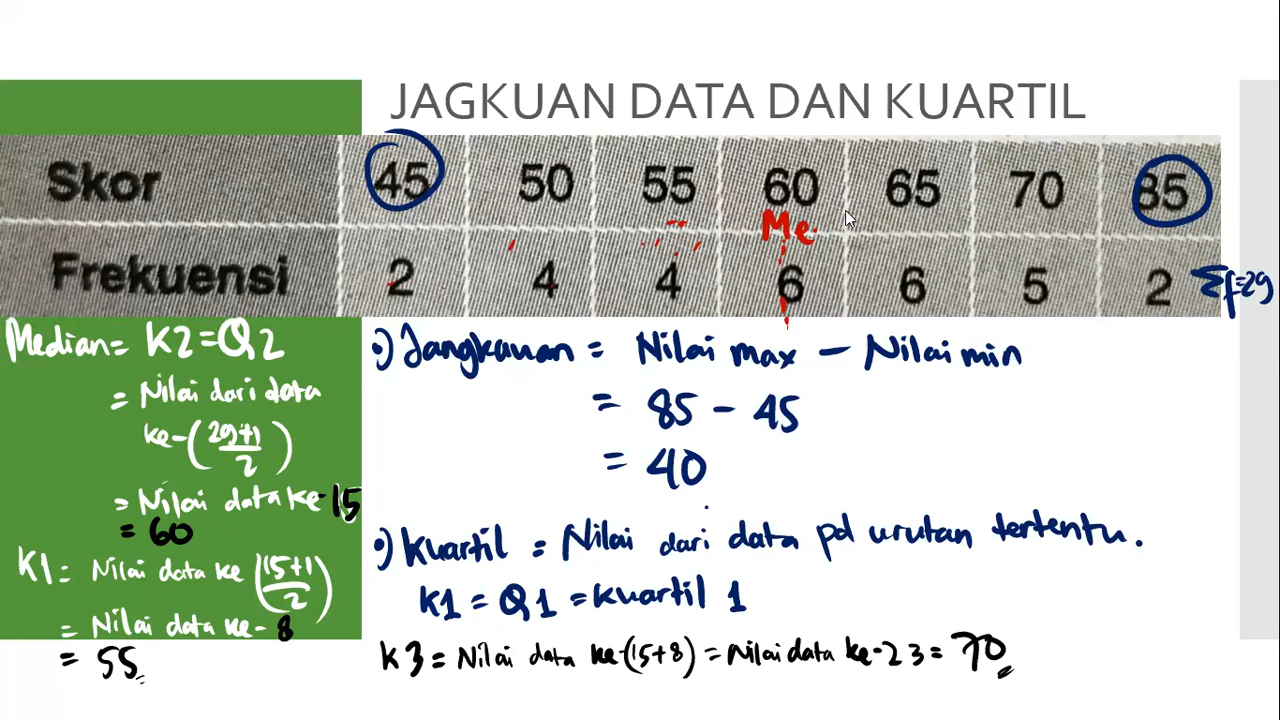 JAGKUAN DATA DAN KUARTIL
Skor 45 50 55 60 65 70 85
Me.
Frekuensi 2 4 4 6 6 5 2 Σf=29
Median = K2 = Q2
= Nilai dari data
ke-(29+1/2)
= Nilai data ke-15
= 60
K1 = Nilai data ke (15+1/2)
= Nilai data ke-8
= 55
•) Jangkauan = Nilai max - Nilai min
= 85 - 45
= 40
•) Kuartil = Nilai dari data pd urutan tertentu.
K1 = Q1 = Kuartil 1
K3 = Nilai data ke-(15+8) = Nilai data ke-23 = 70